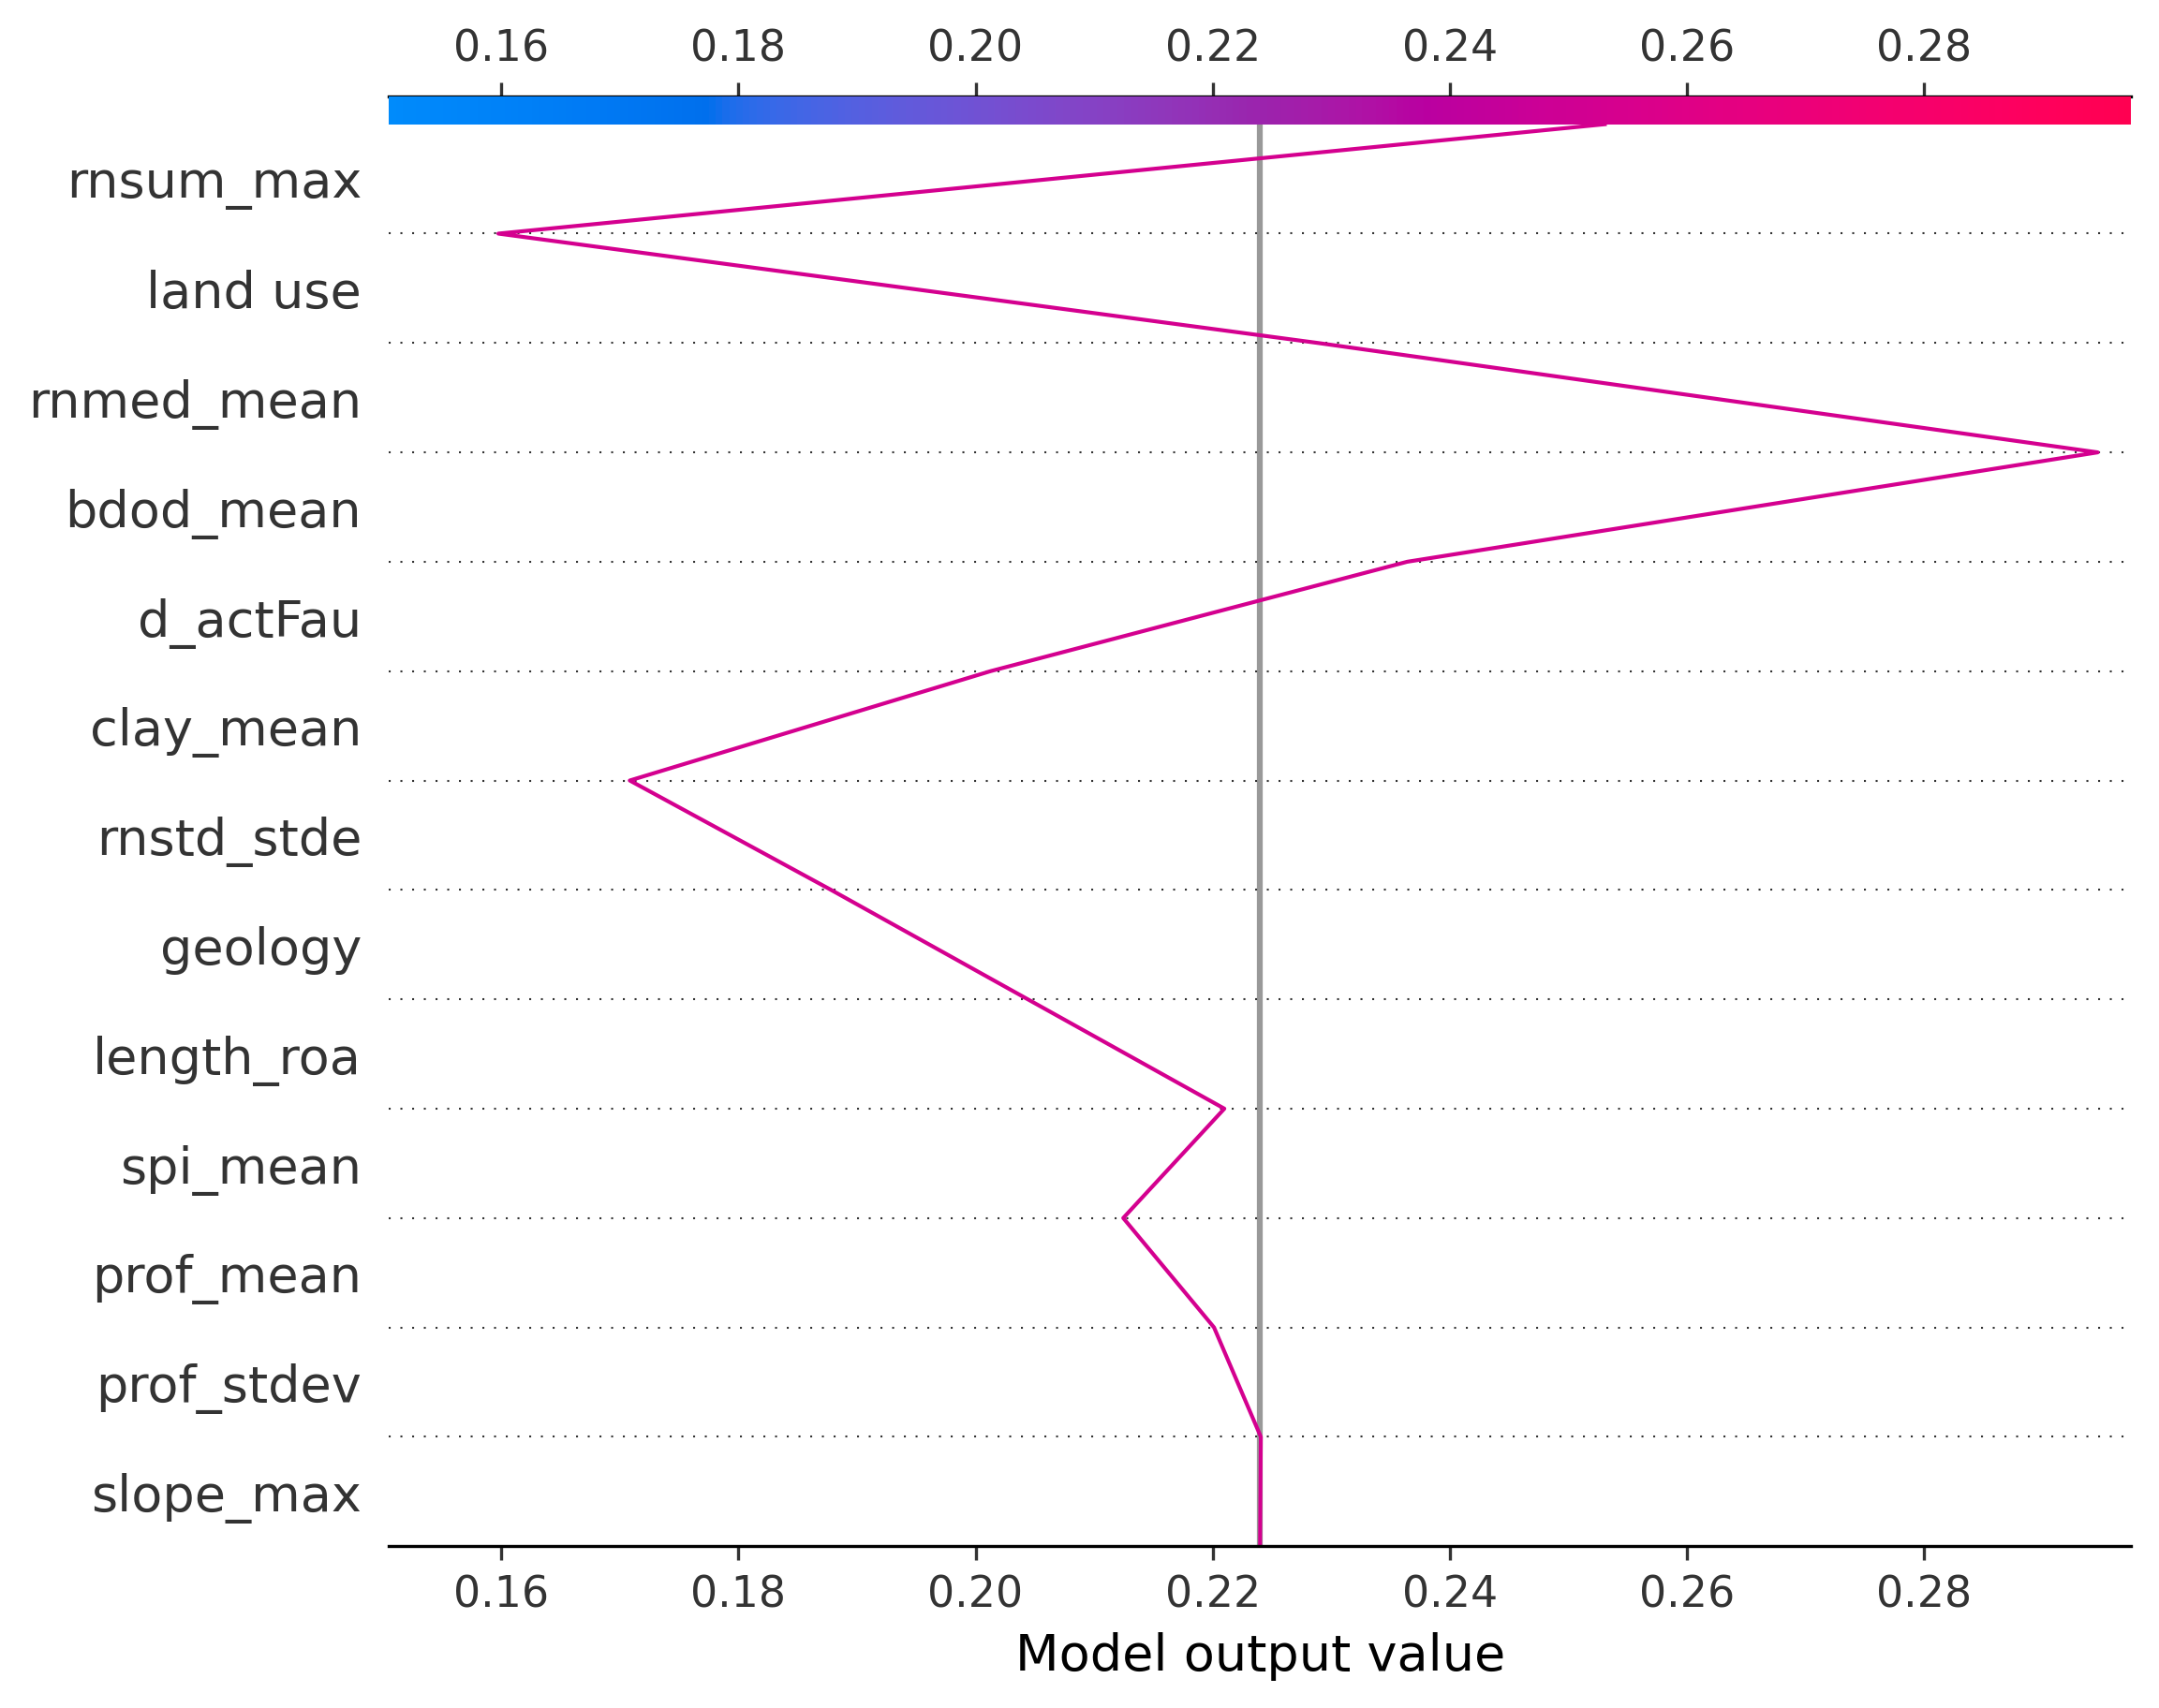 0.16 0.18 0.20 0.22 0.24 0.26 0.28
rnsum_max
land use
rnmed_mean
bdod_mean
d_actFau
clay_mean
rnstd_stde
geology
length_roa
spi_mean
prof_mean
prof_stdev
slope_max
0.16 0.18 0.20 0.22 0.24 0.26 0.28
Model output value